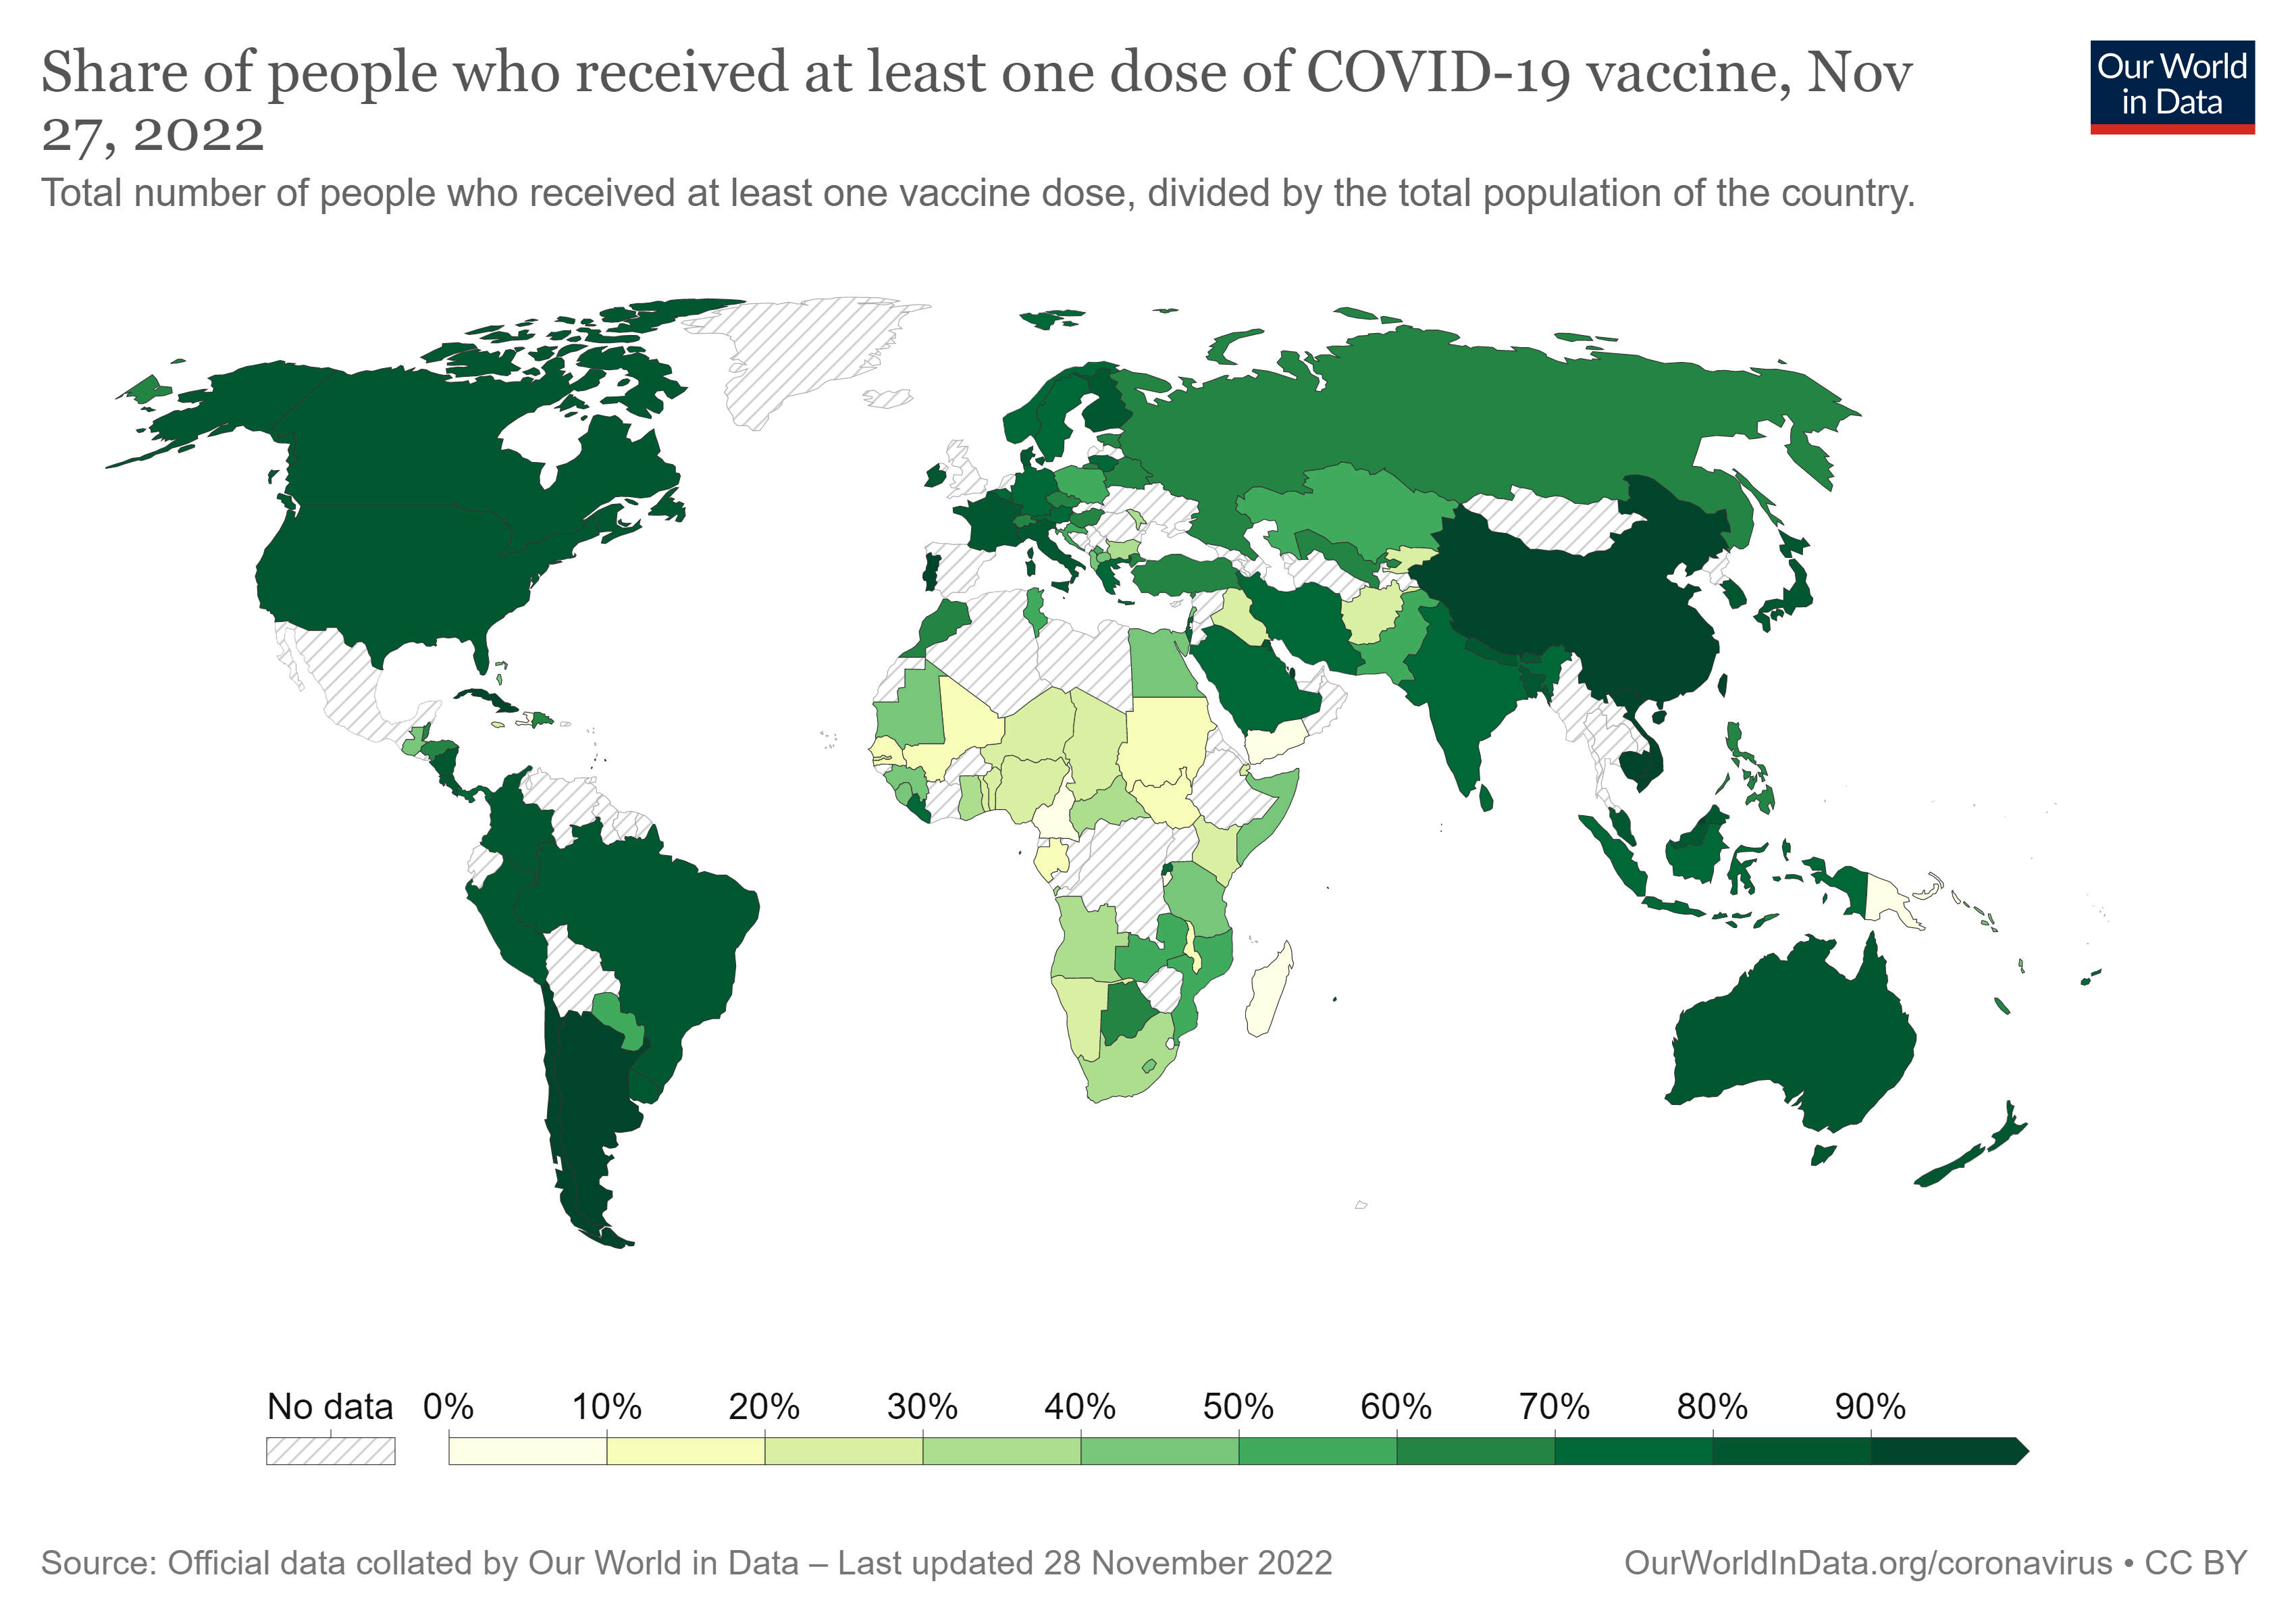 Share of people who received at least one dose of COVID-19 vaccine, Nov
27, 2022
Our World
in Data
Total number of people who received at least one vaccine dose, divided by the total population of the country.
No data 0% 10% 20% 30% 40% 50% 60% 70% 80% 90%
Source: Official data collated by Our World in Data – Last updated 28 November 2022
OurWorldInData.org/coronavirus • CC BY